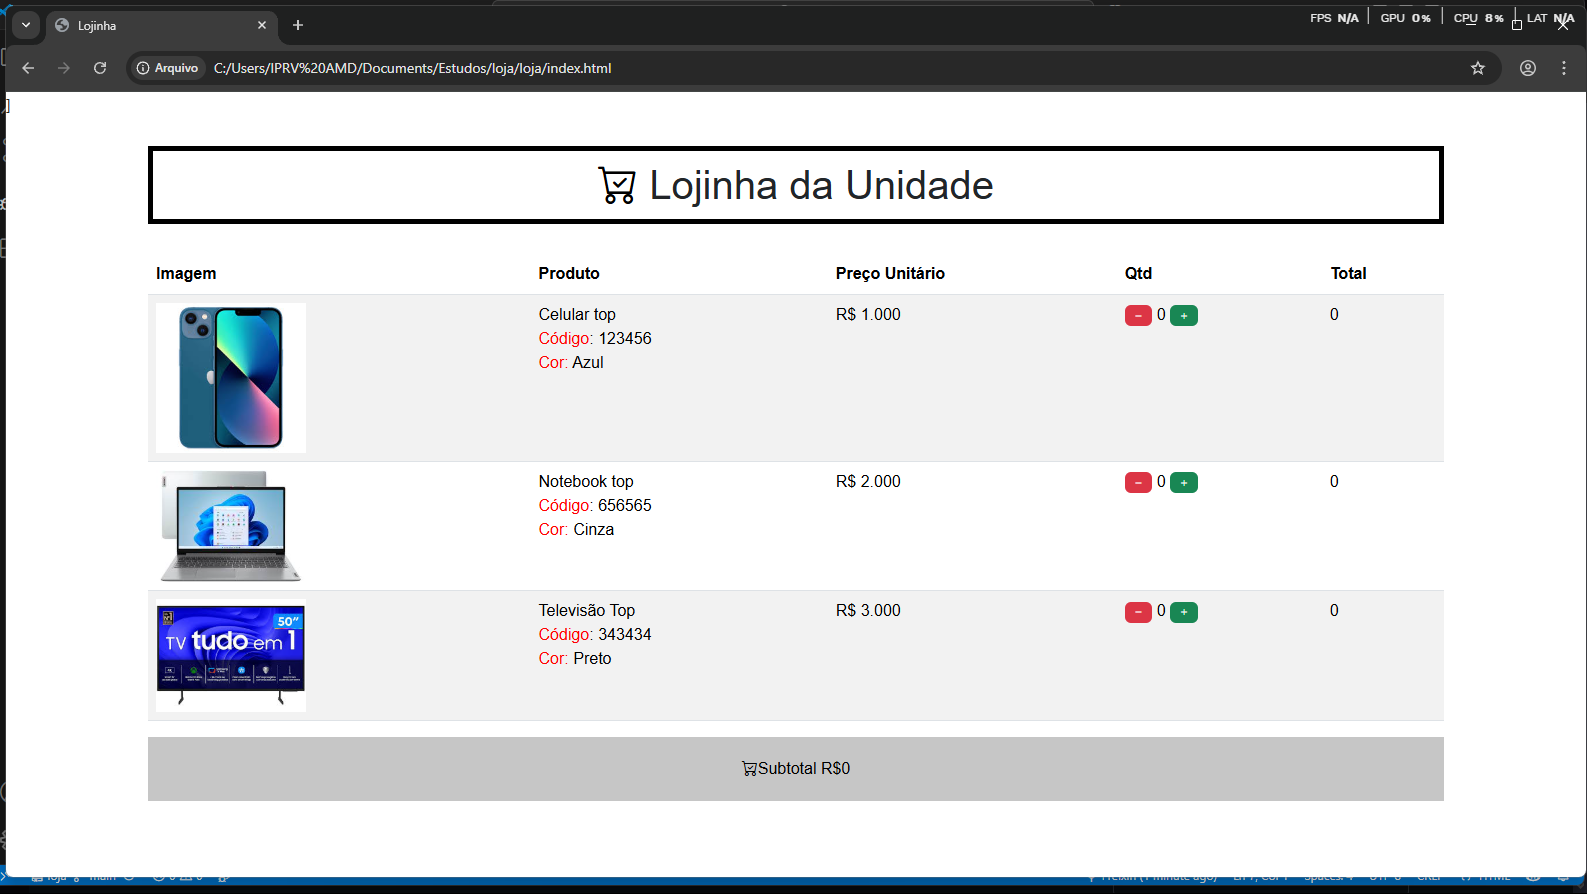 Lojinha
FPS N/A GPU 0% CPU 8% LAT N/A
Arquivo C:/Users/IPRV%20AMD/Documents/Estudos/loja/loja/index.html
]
Lojinha da Unidade
Imagem Produto Preço Unitário Qtd Total
Celular top R$ 1.000 - 0 + 0
Código: 123456
Cor: Azul
Notebook top R$ 2.000 - 0 + 0
Código: 656565
Cor: Cinza
Televisão Top R$ 3.000 - 0 + 0
Código: 343434
Cor: Preto
50"
TV tudo em 1
Subtotal R$0